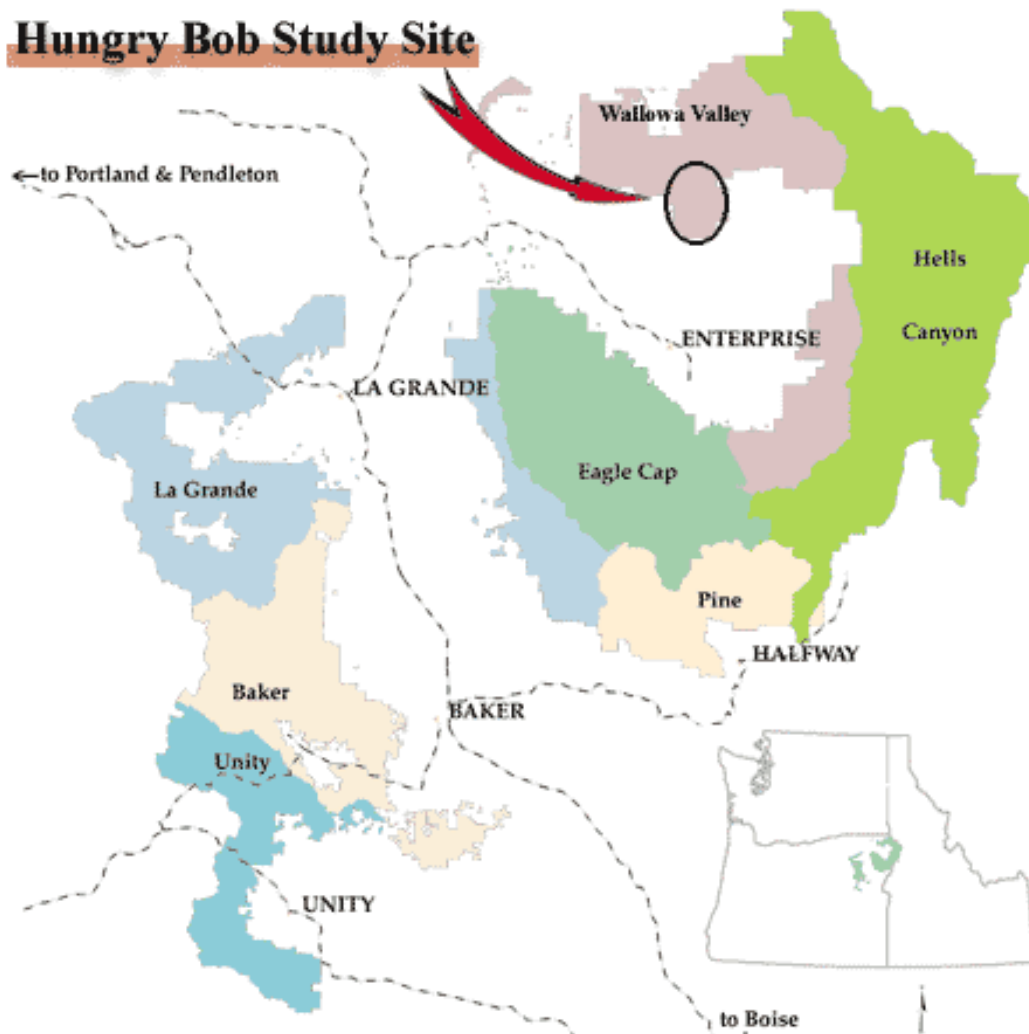 Hungry Bob Study Site
Wallowa Valley
←to Portland & Pendleton
Hells
Canyon
ENTERPRISE
LA GRANDE
Eagle Cap
La Grande
Pine
HALFWAY
Baker
BAKER
Unity
UNITY
to Boise